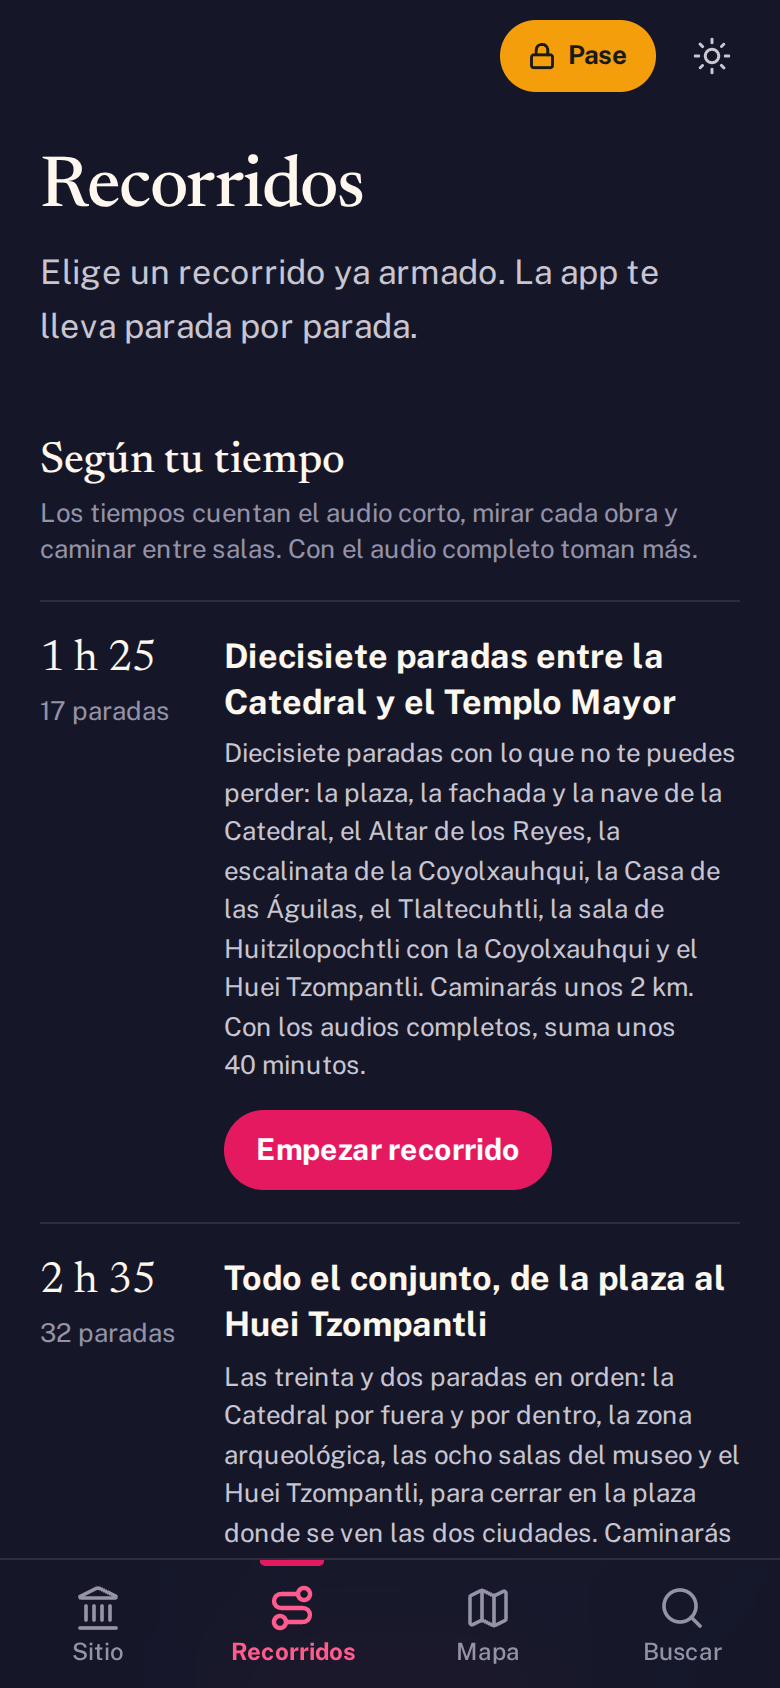 Pase
Recorridos
Elige un recorrido ya armado. La app te
lleva parada por parada.
Según tu tiempo
Los tiempos cuentan el audio corto, mirar cada obra y
caminar entre salas. Con el audio completo toman más.
1 h 25
17 paradas
Diecisiete paradas entre la
Catedral y el Templo Mayor
Diecisiete paradas con lo que no te puedes
perder: la plaza, la fachada y la nave de la
Catedral, el Altar de los Reyes, la
escalinata de la Coyolxauhqui, la Casa de
las Águilas, el Tlaltecuhtli, la sala de
Huitzilopochtli con la Coyolxauhqui y el
Huei Tzompantli. Caminarás unos 2 km.
Con los audios completos, suma unos
40 minutos.
Empezar recorrido
2 h 35
32 paradas
Todo el conjunto, de la plaza al
Huei Tzompantli
Las treinta y dos paradas en orden: la
Catedral por fuera y por dentro, la zona
arqueológica, las ocho salas del museo y el
Huei Tzompantli, para cerrar en la plaza
donde se ven las dos ciudades. Caminarás
Sitio
Recorridos
Mapa
Buscar